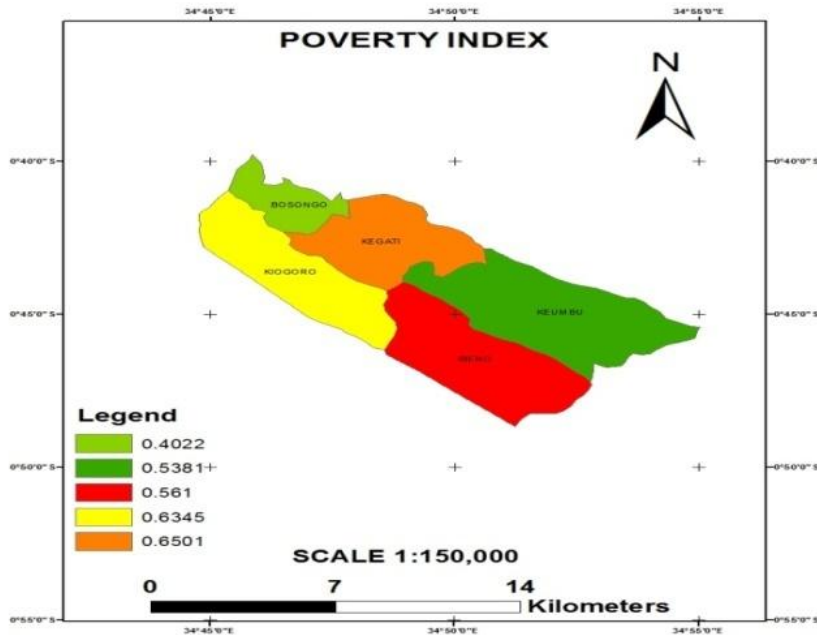 34°45'0"E 34°50'0"E 34°55'0"E
POVERTY INDEX
N
0°40'0"S 0°40'0"S
BOSONGO
KEGATI
KIOGORO
0°45'0"S KEUMBU 0°45'0"S
Legend
0.4022
0.5381
0°50'0"S 0°50'0"S
0.561
0.6345
0.6501
SCALE 1:150,000
0 7 14
Kilometers
0°55'0"S 0°55'0"S
34°45'0"E 34°50'0"E 34°55'0"E